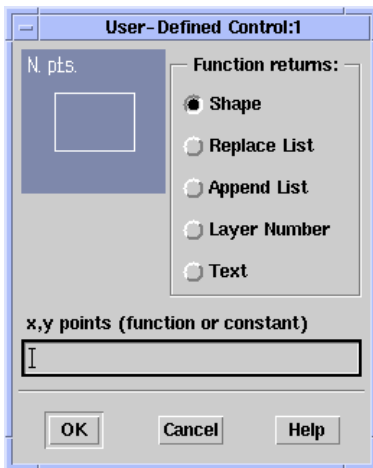 User-Defined Control:1
N. pts.
Function returns:
Shape
Replace List
Append List
Layer Number
Text
x,y points (function or constant)
OK
Cancel
Help